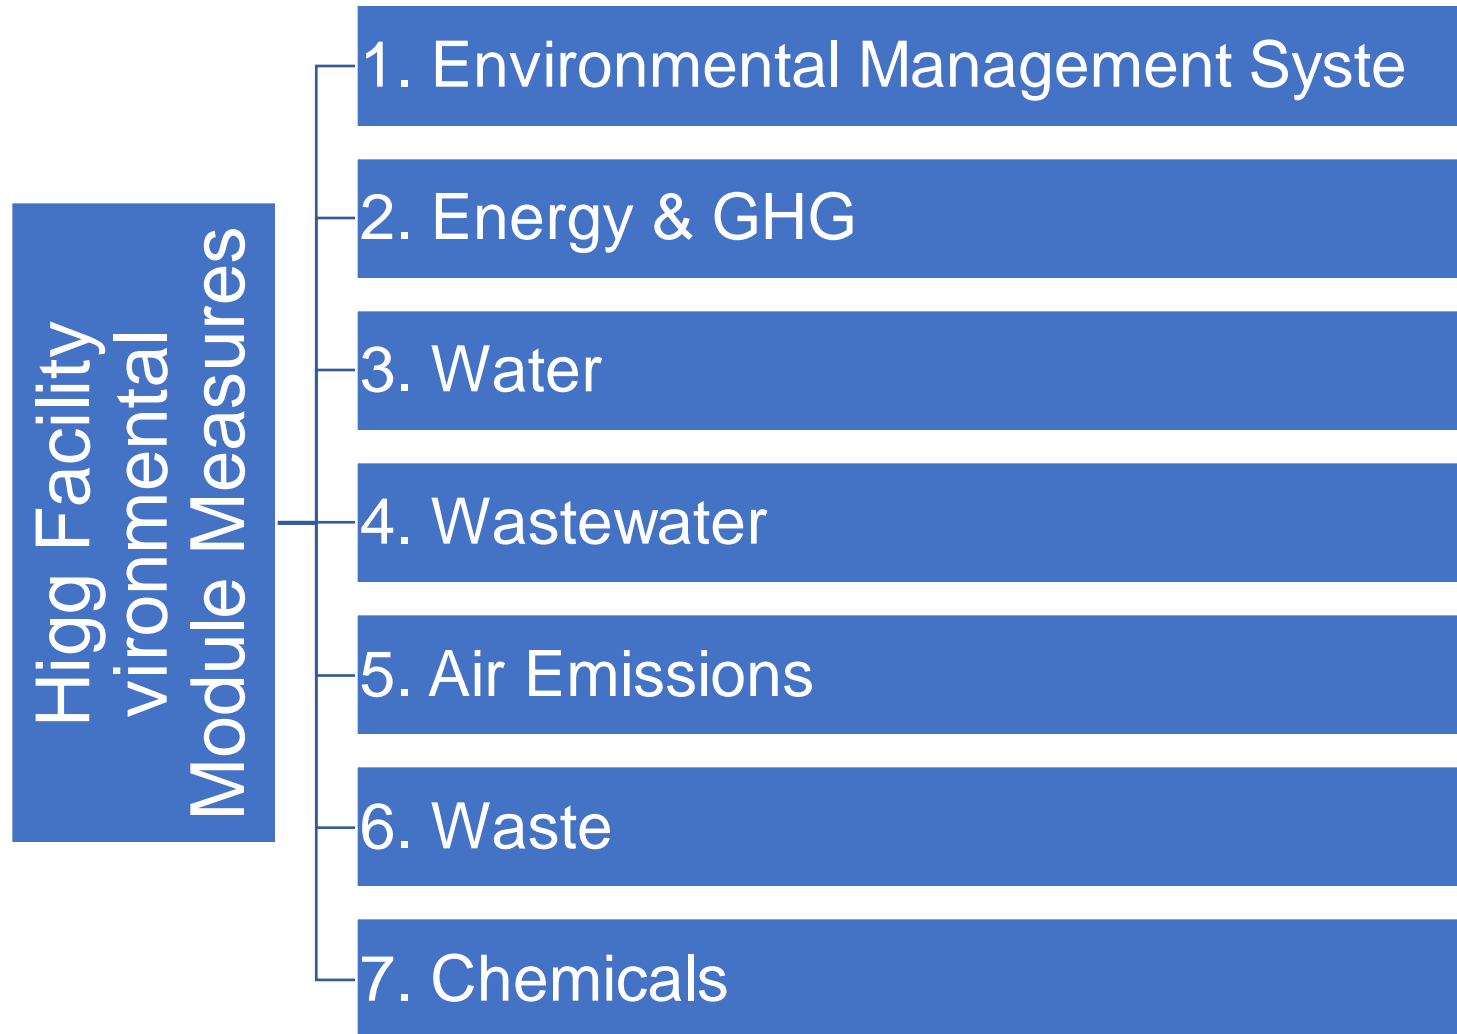 Higg Facility
vironmental
Module Measures
1. Environmental Management Syste
2. Energy & GHG
3. Water
4. Wastewater
5. Air Emissions
6. Waste
7. Chemicals